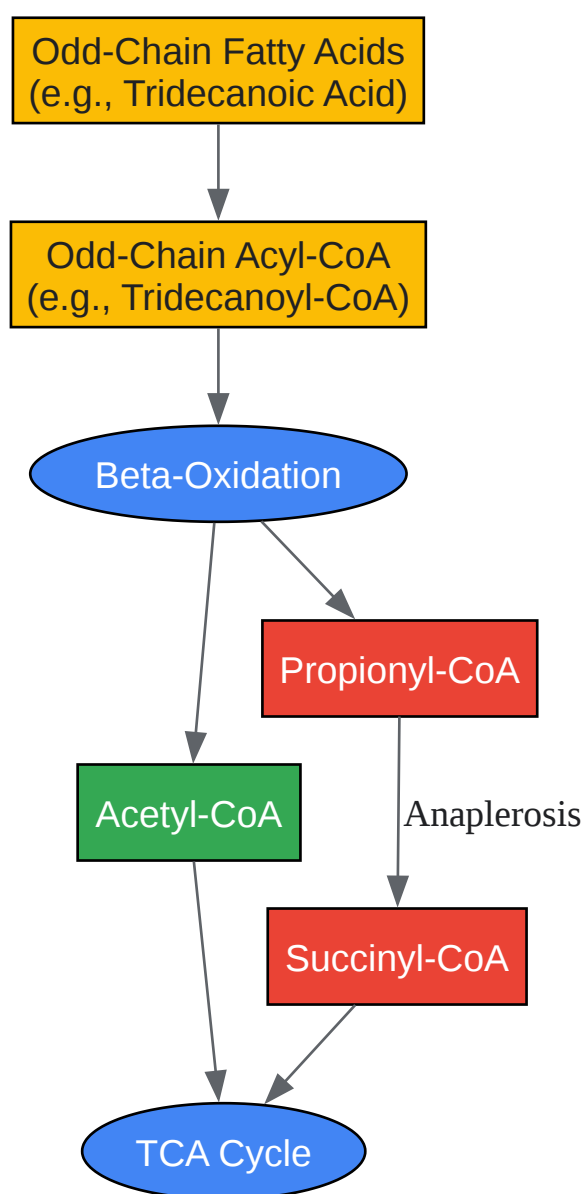 Odd-Chain Fatty Acids
(e.g., Tridecanoic Acid)
Odd-Chain Acyl-CoA
(e.g., Tridecanoyl-CoA)
Beta-Oxidation
Propionyl-CoA
Acetyl-CoA
Anaplerosis
Succinyl-CoA
TCA Cycle